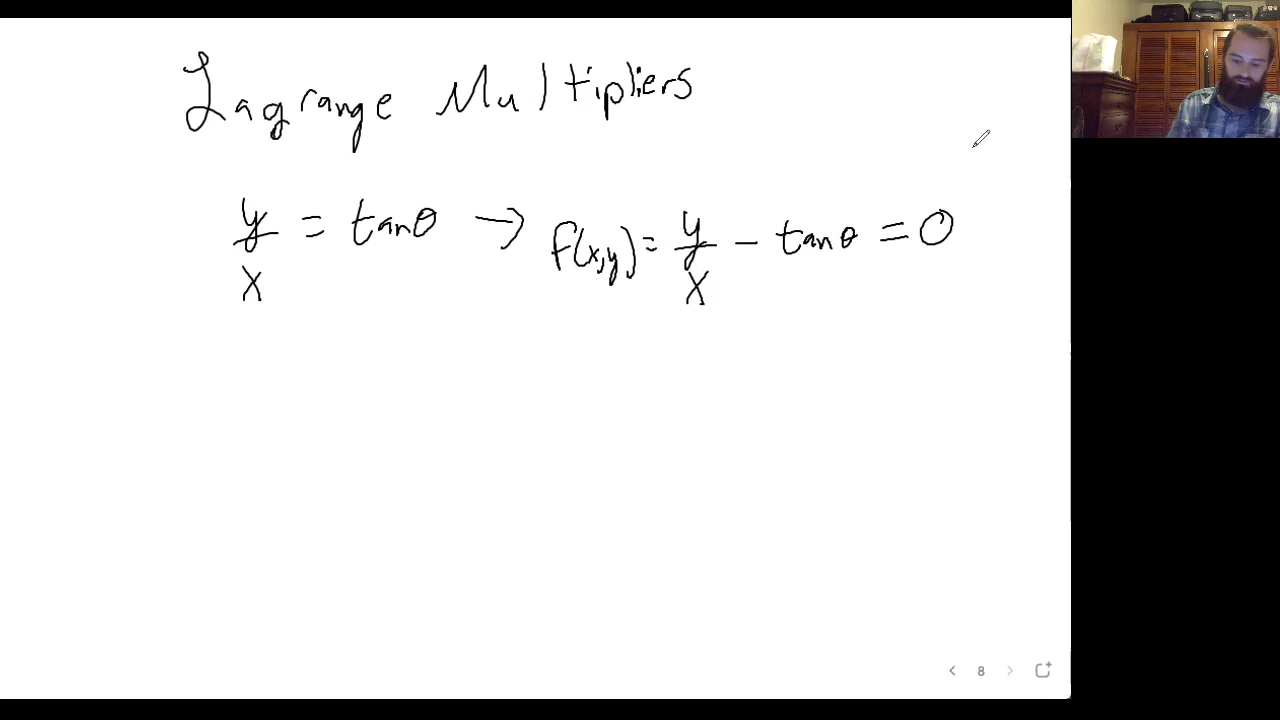 Lagrange Multipliers
y/x = tanθ → f(x,y) = y/x - tanθ = 0
8